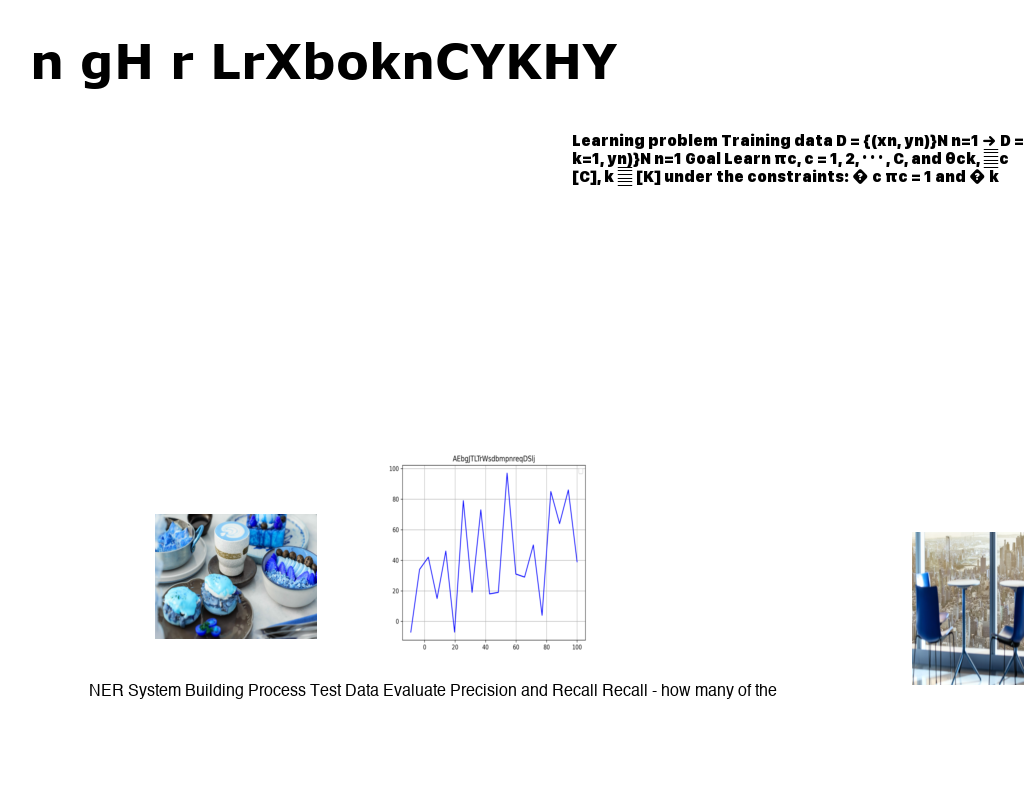 n gH r LrXboknCYKHY
Learning problem Training data D = {(xn, yn)}N n=1 → D =
k=1, yn)}N n=1 Goal Learn πc, c = 1, 2, · · · , C, and θck, c
[C], k [K] under the constraints: � c πc = 1 and � k
AEbgJTLTrWsdbmpnreqDSlj
100
80
60
40
20
0
0 20 40 60 80 100
NER System Building Process Test Data Evaluate Precision and Recall Recall - how many of the